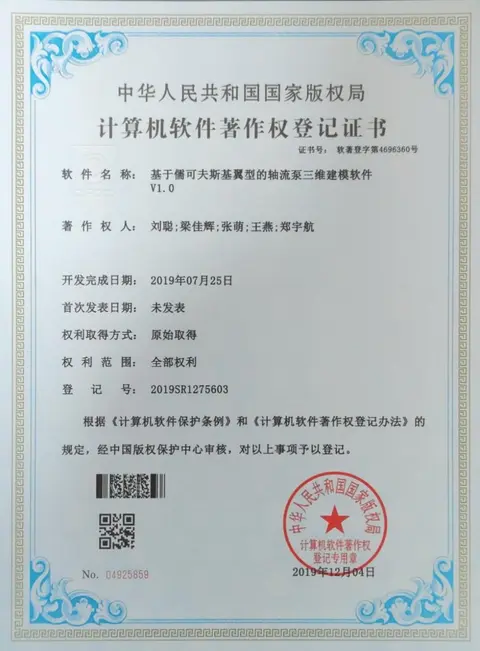 中华人民共和国国家版权局
计算机软件著作权登记证书
证书号： 软著登字第4696360号
软件名称： 基于儒可夫斯基翼型的轴流泵三维建模软件
V1.0
著作权人： 刘聪;梁佳辉;张萌;王燕;郑宇航
开发完成日期： 2019年07月25日
首次发表日期： 未发表
权利取得方式： 原始取得
权利范围： 全部权利
登记号： 2019SR1275603
根据《计算机软件保护条例》和《计算机软件著作权登记办法》的
规定，经中国版权保护中心审核，对以上事项予以登记。
中华人民共和国国家版权局
计算机软件著作权
登记专用章
No. 04925859
2019年12月04日